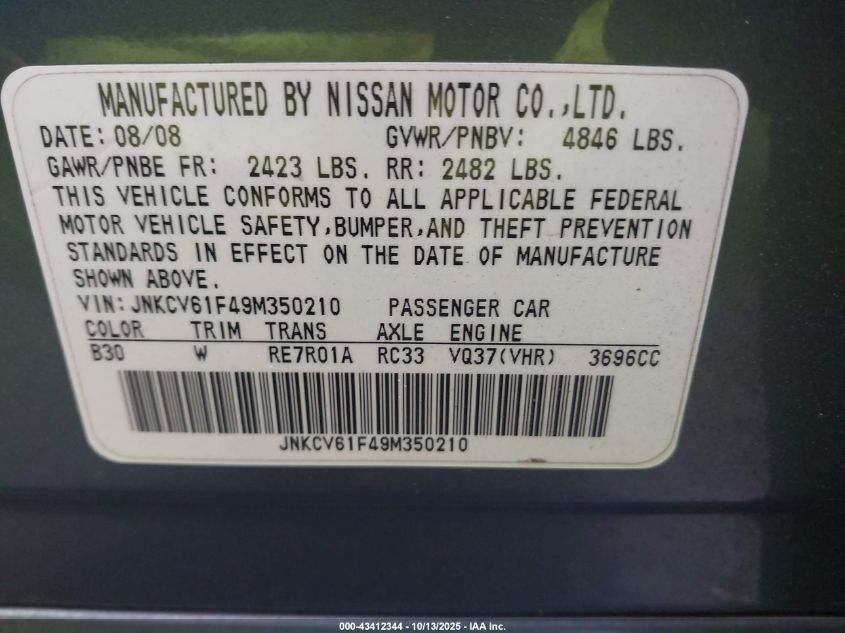 MANUFACTURED BY NISSAN MOTOR CO.,LTD.
DATE: 08/08 GVWR/PNBV: 4846 LBS.
GAWR/PNBE FR: 2423 LBS. RR: 2482 LBS.
THIS VEHICLE CONFORMS TO ALL APPLICABLE FEDERAL
MOTOR VEHICLE SAFETY,BUMPER,AND THEFT PREVENTION
STANDARDS IN EFFECT ON THE DATE OF MANUFACTURE
SHOWN ABOVE.
VIN: JNKCV61F49M350210 PASSENGER CAR
COLOR TRIM TRANS AXLE ENGINE
B30 W RE7R01A RC33 VQ37(VHR) 3696CC
JNKCV61F49M350210
000-43412344 - 10/13/2025 - IAA Inc.